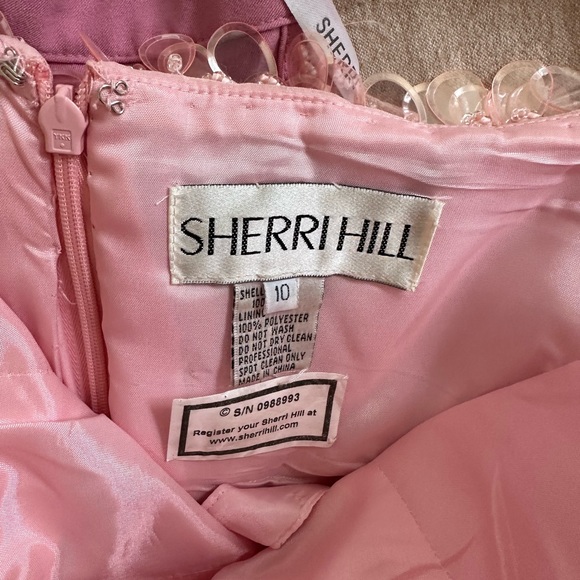 SHERRI
SHERRI HILL
10
SHELL
100
LINING
100% POLYESTER
DO NOT WASH
DO NOT DRY CLEAN
PROFESSIONAL
SPOT CLEAN ONLY
MADE IN CHINA
© S/N 0988993
Register your Sherri Hill at
www.sherrihill.com
YKK